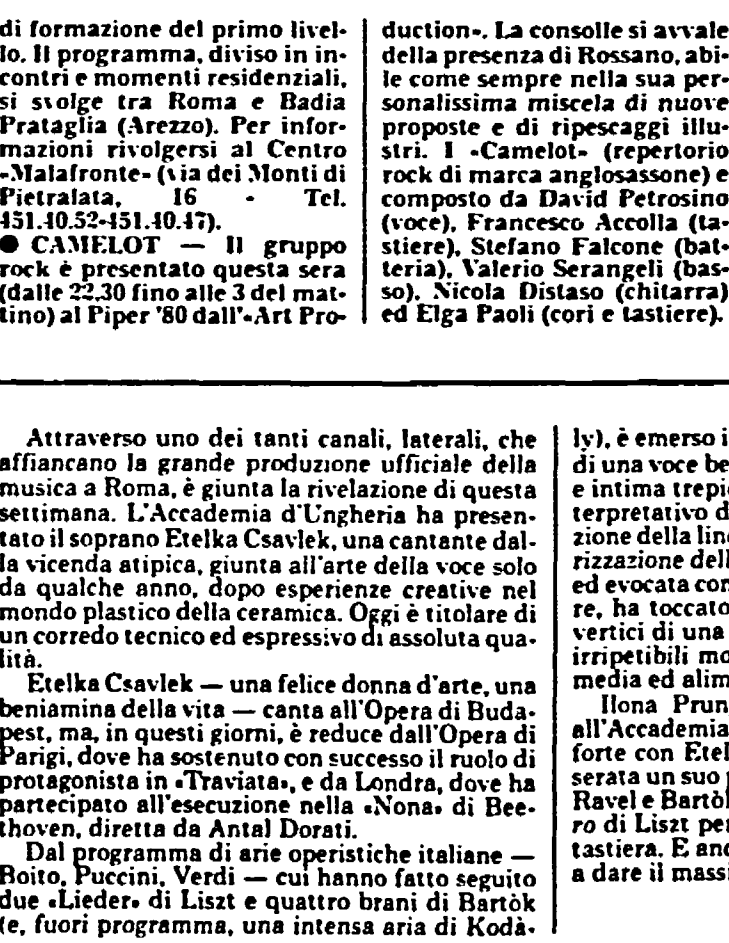 di formazione del primo livel-
lo. Il programma, diviso in in-
contri e momenti residenziali,
si svolge tra Roma e Badia
Prataglia (Arezzo). Per infor-
mazioni rivolgersi al Centro
«Malafronte» (via dei Monti di
Pietralata, 16 - Tel.
451.40.52-451.40.47).
● CAMELOT — Il gruppo
rock è presentato questa sera
(dalle 22.30 fino alle 3 del mat-
tino) al Piper '80 dall'«Art Pro-
duction». La consolle si avvale
della presenza di Rossano, abi-
le come sempre nella sua per-
sonalissima miscela di nuove
proposte e di ripescaggi illu-
stri. I «Camelot» (repertorio
rock di marca anglosassone) e
composto da David Petrosino
(voce), Francesco Accolla (ta-
stiere), Stefano Falcone (bat-
teria), Valerio Serangeli (bas-
so), Nicola Distaso (chitarra)
ed Elga Paoli (cori e tastiere).
Attraverso uno dei tanti canali, laterali, che
affiancano la grande produzione ufficiale della
musica a Roma, è giunta la rivelazione di questa
settimana. L'Accademia d'Ungheria ha presen-
tato il soprano Etelka Csavlek, una cantante dal-
la vicenda atipica, giunta all'arte della voce solo
da qualche anno, dopo esperienze creative nel
mondo plastico della ceramica. Oggi è titolare di
un corredo tecnico ed espressivo di assoluta qua-
lità.
Etelka Csavlek — una felice donna d'arte, una
beniamina della vita — canta all'Opera di Buda-
pest, ma, in questi giorni, è reduce dall'Opera di
Parigi, dove ha sostenuto con successo il ruolo di
protagonista in «Traviata», e da Londra, dove ha
partecipato all'esecuzione nella «Nona» di Bee-
thoven, diretta da Antal Dorati.
Dal programma di arie operistiche italiane —
Boito, Puccini, Verdi — cui hanno fatto seguito
due «Lieder» di Liszt e quattro brani di Bartòk
(e, fuori programma, una intensa aria di Kodà-
ly), è emerso i
di una voce be
e intima trepi
terpretativo d
zione della lin
rizzazione dell
ed evocata con
re, ha toccato
vertici di una
irripetibili mo
media ed alim
Ilona Prun
all'Accademia
forte con Etel
serata un suo
Ravel e Bartòl
ro di Liszt per
tastiera. E and
a dare il massi